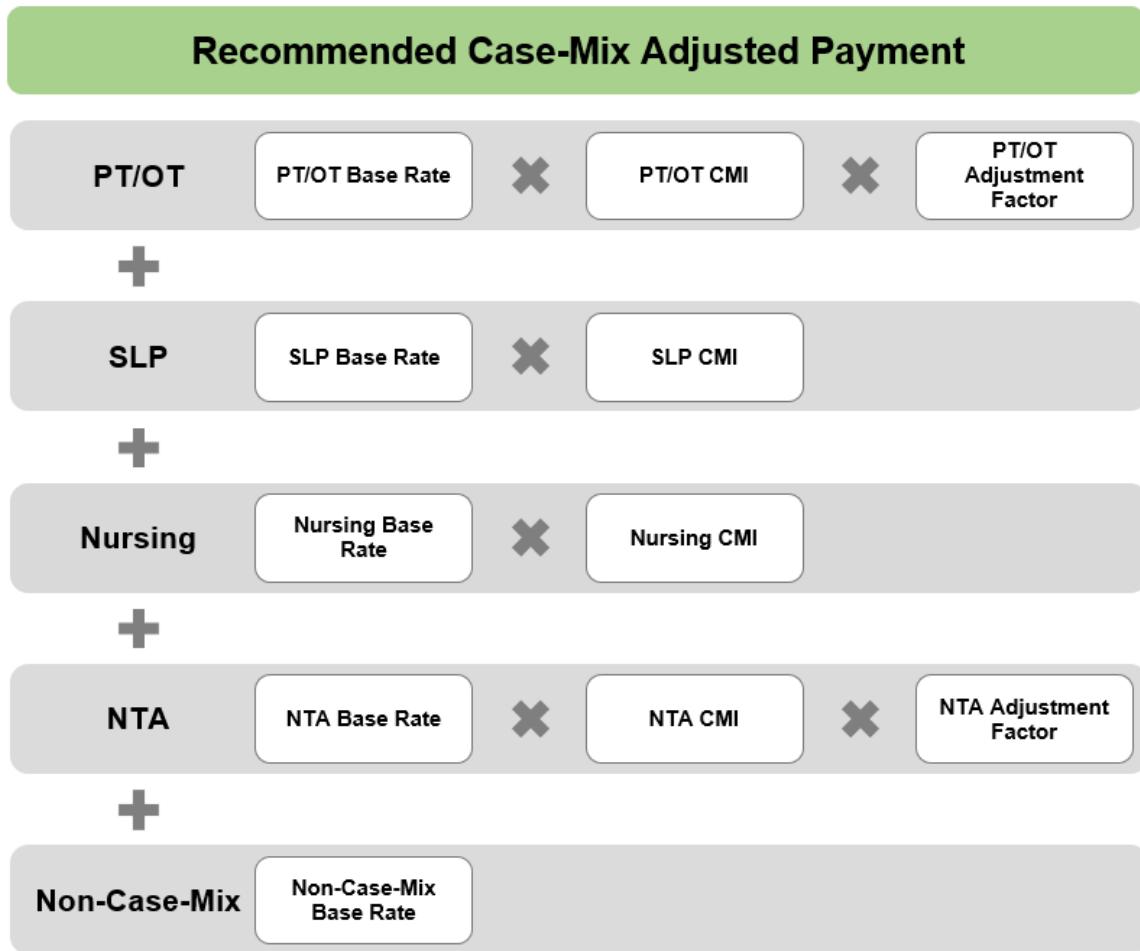 Recommended Case-Mix Adjusted Payment
PT/OT
PT/OT Base Rate
PT/OT CMI
PT/OT
Adjustment
Factor
SLP
SLP Base Rate
SLP CMI
Nursing
Nursing Base
Rate
Nursing CMI
NTA
NTA Base Rate
NTA CMI
NTA Adjustment
Factor
Non-Case-Mix
Non-Case-Mix
Base Rate